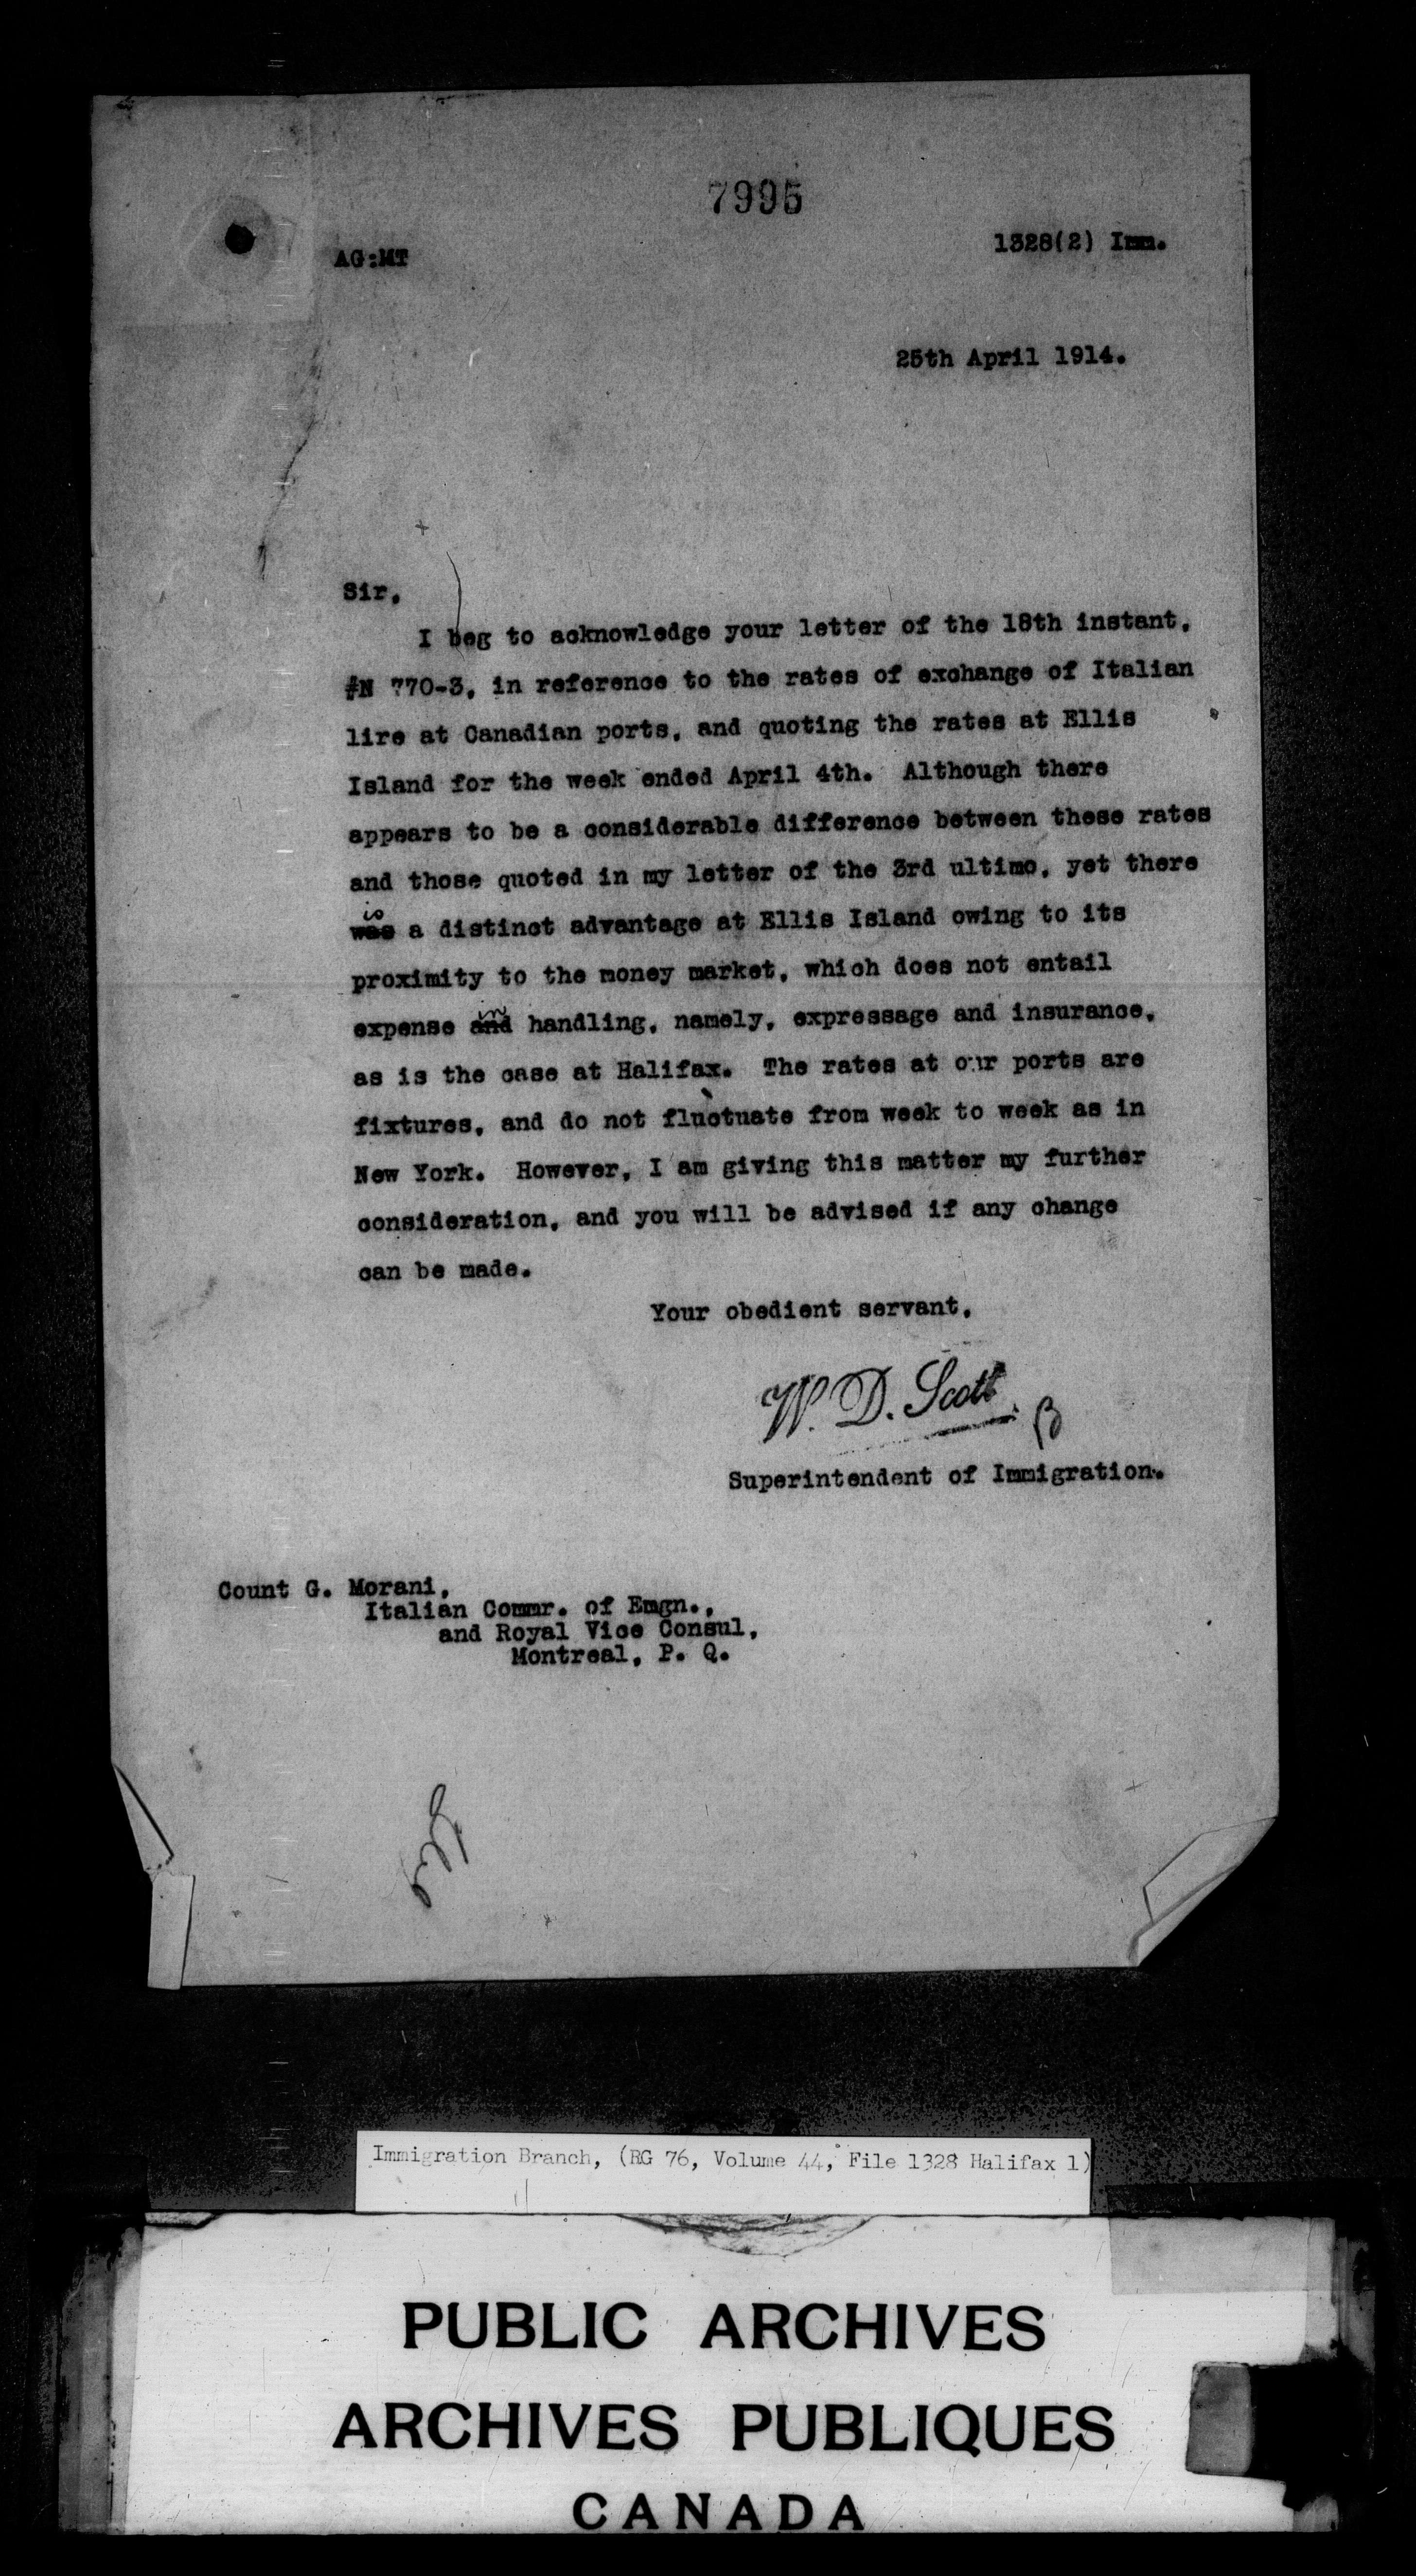 7995
1328(2) Imm.
AG:MT
25th April 1914.
Sir,
I beg to acknowledge your letter of the 18th instant,
#N 770-3, in reference to the rates of exchange of Italian
lire at Canadian ports, and quoting the rates at Ellis
Island for the week ended April 4th. Although there
appears to be a considerable difference between these rates
and those quoted in my letter of the 3rd ultimo, yet there
is
was a distinct advantage at Ellis Island owing to its
proximity to the money market, which does not entail
in
expense and handling, namely, expressage and insurance,
as is the case at Halifax. The rates at our ports are
fixtures, and do not fluctuate from week to week as in
New York. However, I am giving this matter my further
consideration, and you will be advised if any change
can be made.
Your obedient servant,
W. D. Scott.
Superintendent of Immigration.
Count G. Morani,
Italian Commr. of Emgn.,
and Royal Vice Consul,
Montreal, P. Q.
Immigration Branch, (RG 76, Volume 44, File 1328 Halifax 1)
PUBLIC ARCHIVES
ARCHIVES PUBLIQUES
CANADA